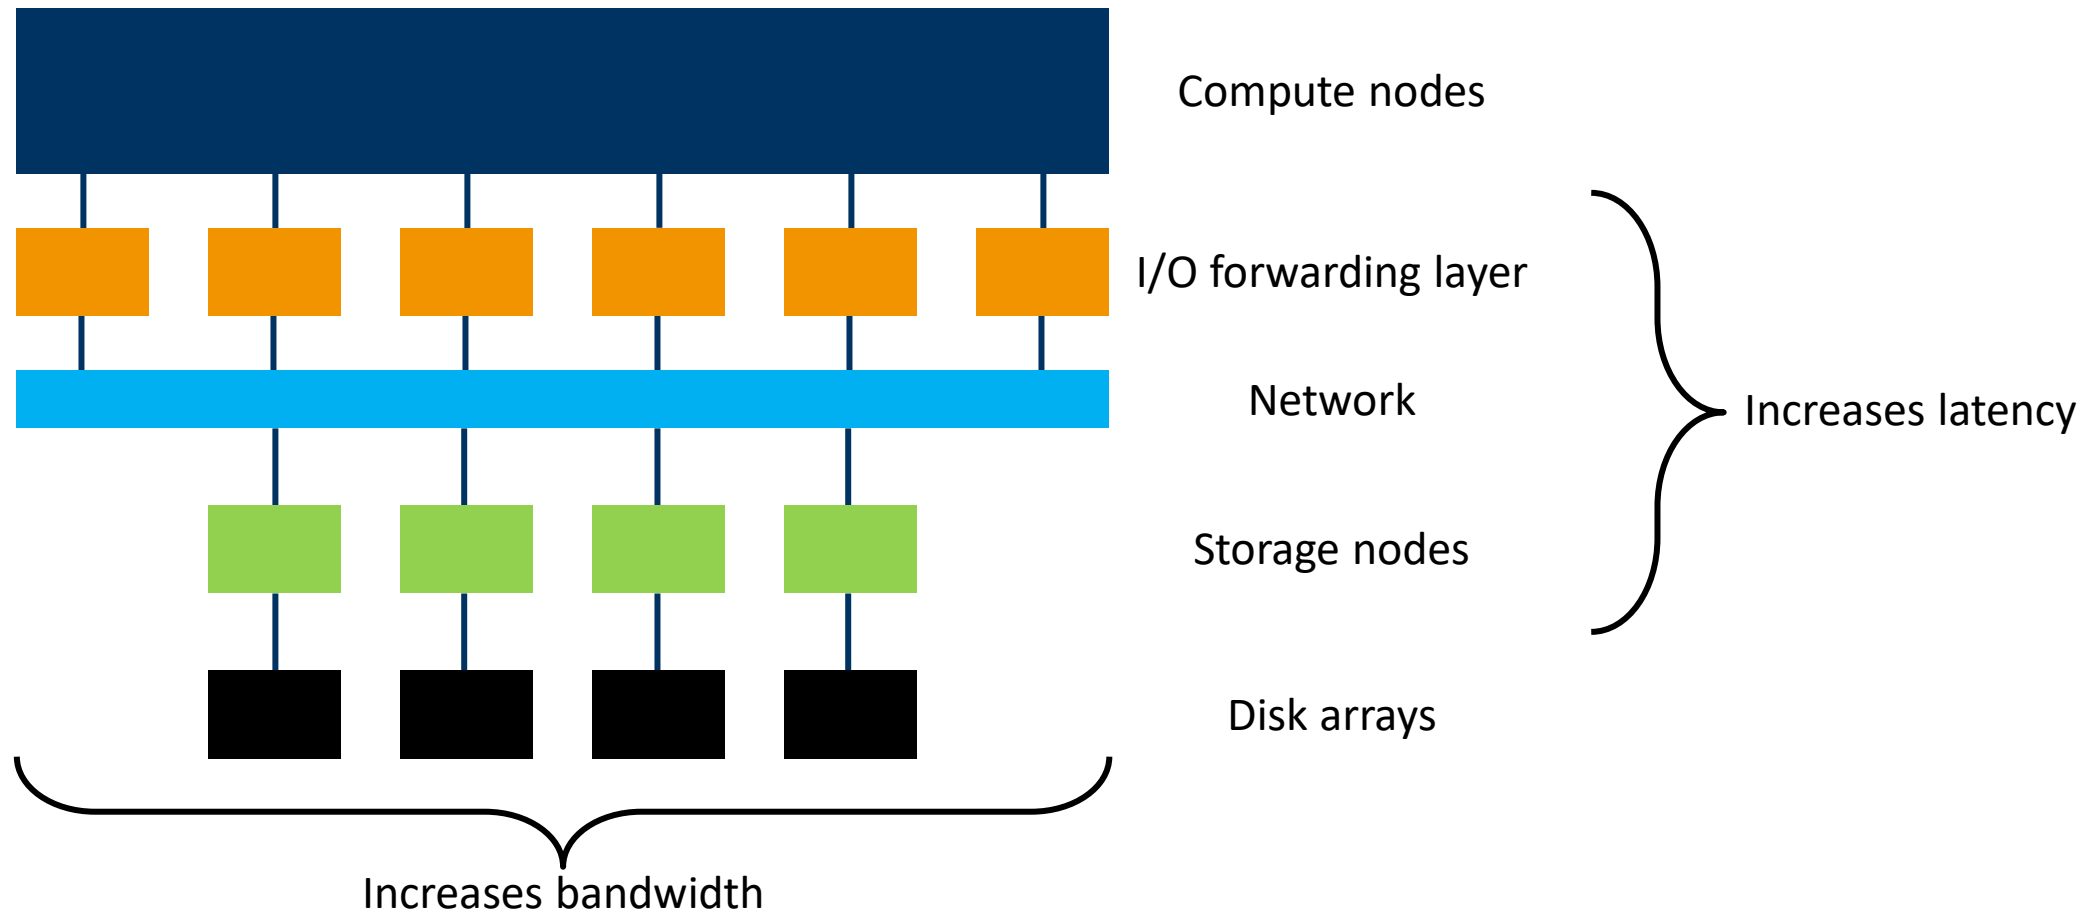 Compute nodes
I/O forwarding layer
Network
Increases latency
Storage nodes
Disk arrays
Increases bandwidth